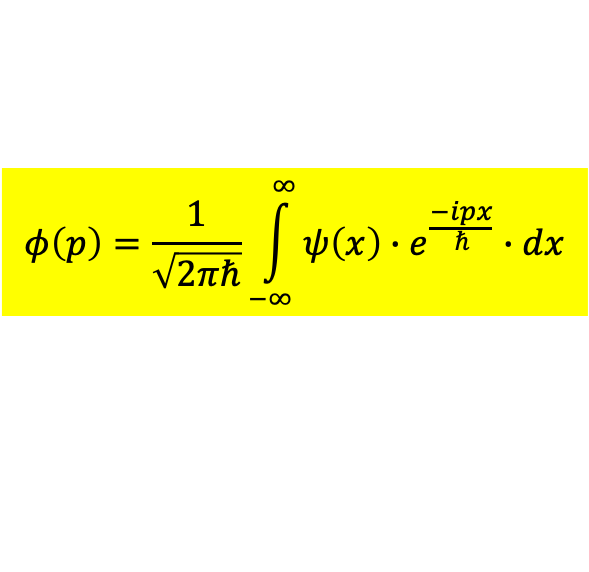 ϕ(p) = 1/√2πħ ∫_{-∞}^{∞} ψ(x) · e^{-ipx/ħ} · dx